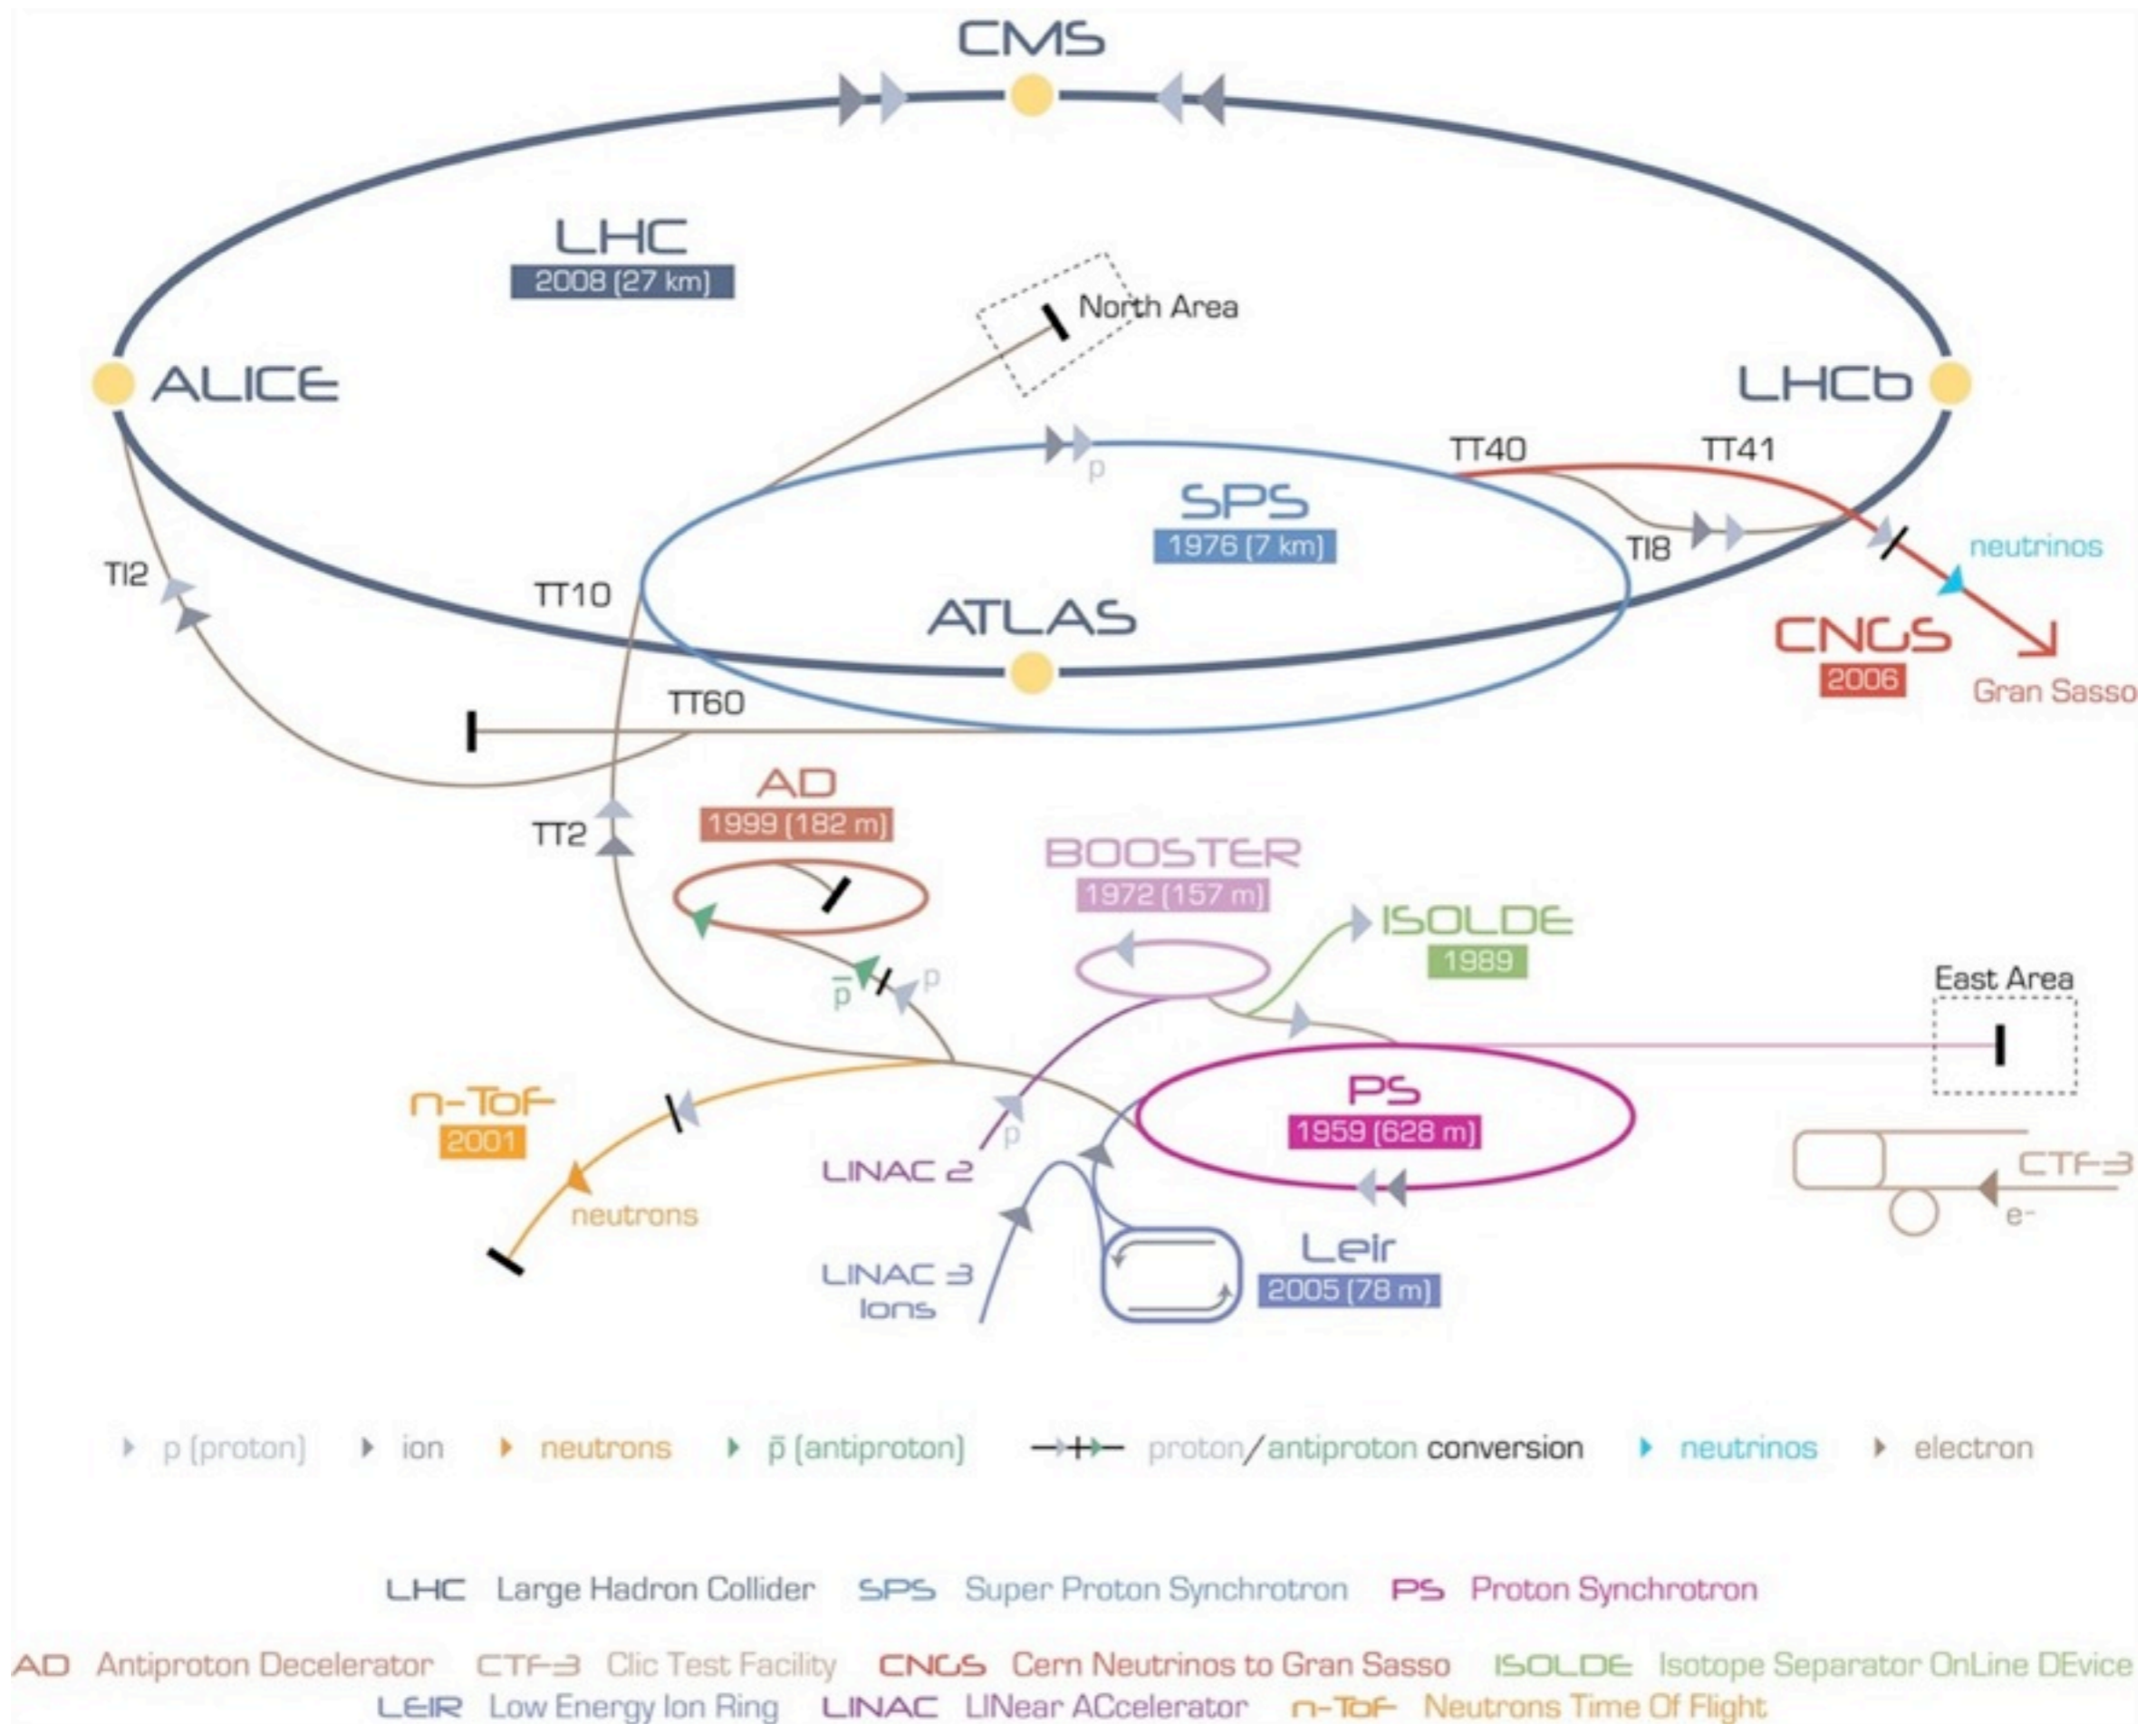 CMS
LHC
2008 (27 km)
North Area
ALICE
LHCb
TT40
TT41
p
SPS
1976 (7 km)
TI8
neutrinos
TI2
TT10
ATLAS
CNGS
2006
Gran Sasso
TT60
AD
1999 (182 m)
TT2
BOOSTER
1972 (157 m)
ISOLDE
1989
p
p̅
East Area
n-ToF
2001
PS
1959 (628 m)
p
LINAC 2
CTF-3
e-
neutrons
Leir
2005 (78 m)
LINAC 3
Ions
p (proton) ion neutrons p̅ (antiproton) proton/antiproton conversion neutrinos electron
LHC Large Hadron Collider SPS Super Proton Synchrotron PS Proton Synchrotron
AD Antiproton Decelerator CTF-3 Clic Test Facility CNGS Cern Neutrinos to Gran Sasso ISOLDE Isotope Separator OnLine DEvice
LEIR Low Energy Ion Ring LINAC LINear ACcelerator n-ToF Neutrons Time Of Flight